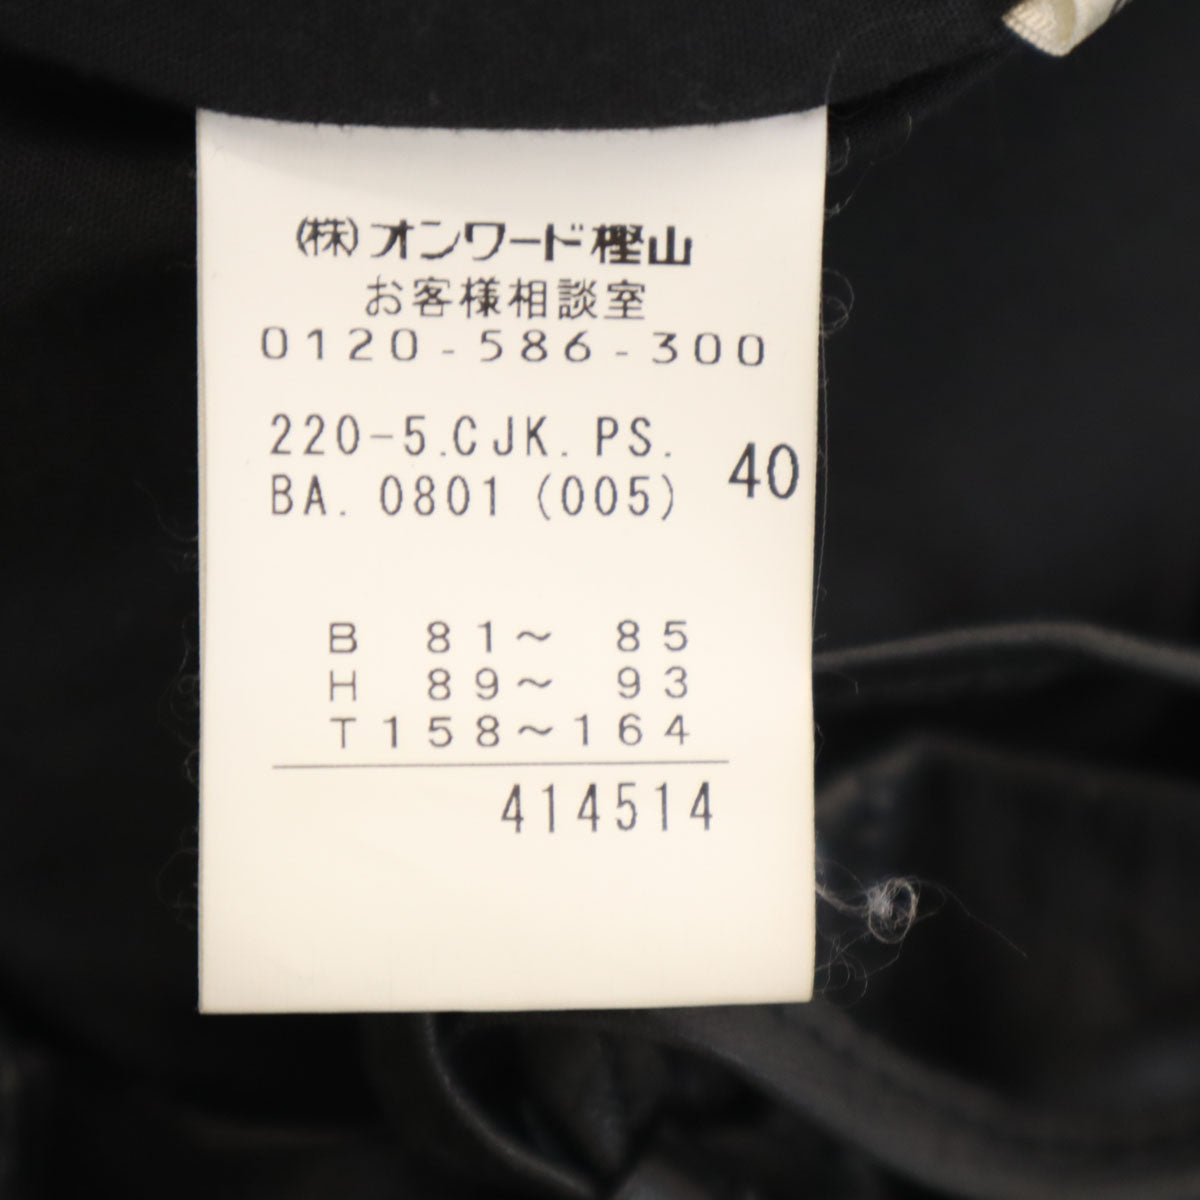 (株)オンワード樫山
お客様相談室
0120-586-300
220-5.CJK.PS.
BA.0801(005)
40
B 81～ 85
H 89～ 93
T158～164
414514